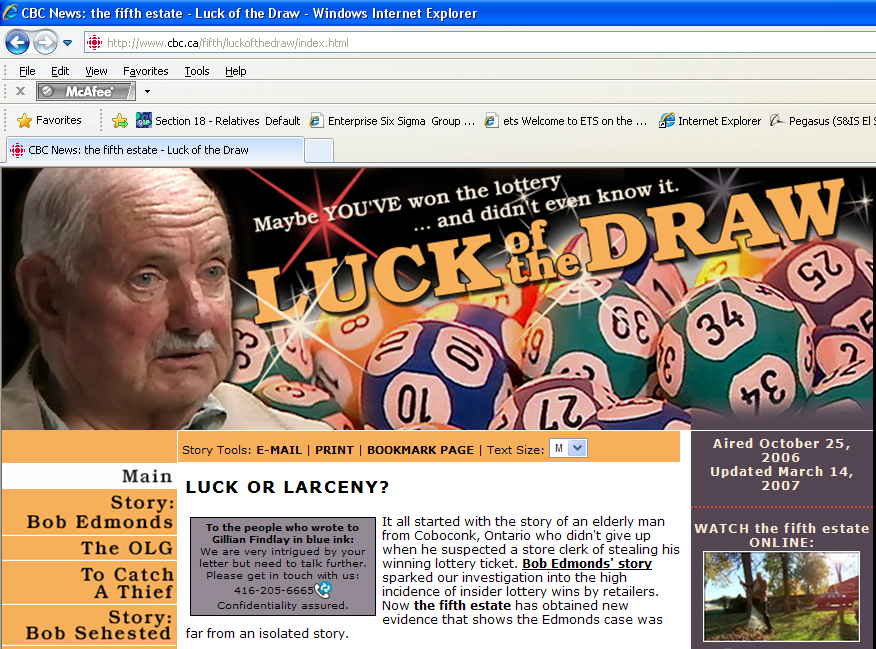 CBC News: the fifth estate - Luck of the Draw - Windows Internet Explorer
http://www.cbc.ca/fifth/luckofthedraw/index.html
File Edit View Favorites Tools Help
X McAfee
Favorites Section 18 - Relatives Default Enterprise Six Sigma Group ... ets Welcome to ETS on the ... Internet Explorer Pegasus (S&IS El S
CBC News: the fifth estate - Luck of the Draw
Maybe YOU'VE won the lottery
... and didn't even know it.
LUCK of the DRAW
25
1
39
34
8
10
10
2
34
27
Story Tools: E-MAIL | PRINT | BOOKMARK PAGE | Text Size: M
Aired October 25,
2006
Updated March 14,
2007
Main
Story:
Bob Edmonds
The OLG
To Catch
A Thief
Story:
Bob Sehested
LUCK OR LARCENY?
To the people who wrote to
Gillian Findlay in blue ink:
We are very intrigued by your
letter but need to talk further.
Please get in touch with us:
416-205-6665
Confidentiality assured.
It all started with the story of an elderly man
from Coboconk, Ontario who didn't give up
when he suspected a store clerk of stealing his
winning lottery ticket. Bob Edmonds' story
sparked our investigation into the high
incidence of insider lottery wins by retailers.
Now the fifth estate has obtained new
evidence that shows the Edmonds case was
far from an isolated story.
WATCH the fifth estate
ONLINE: